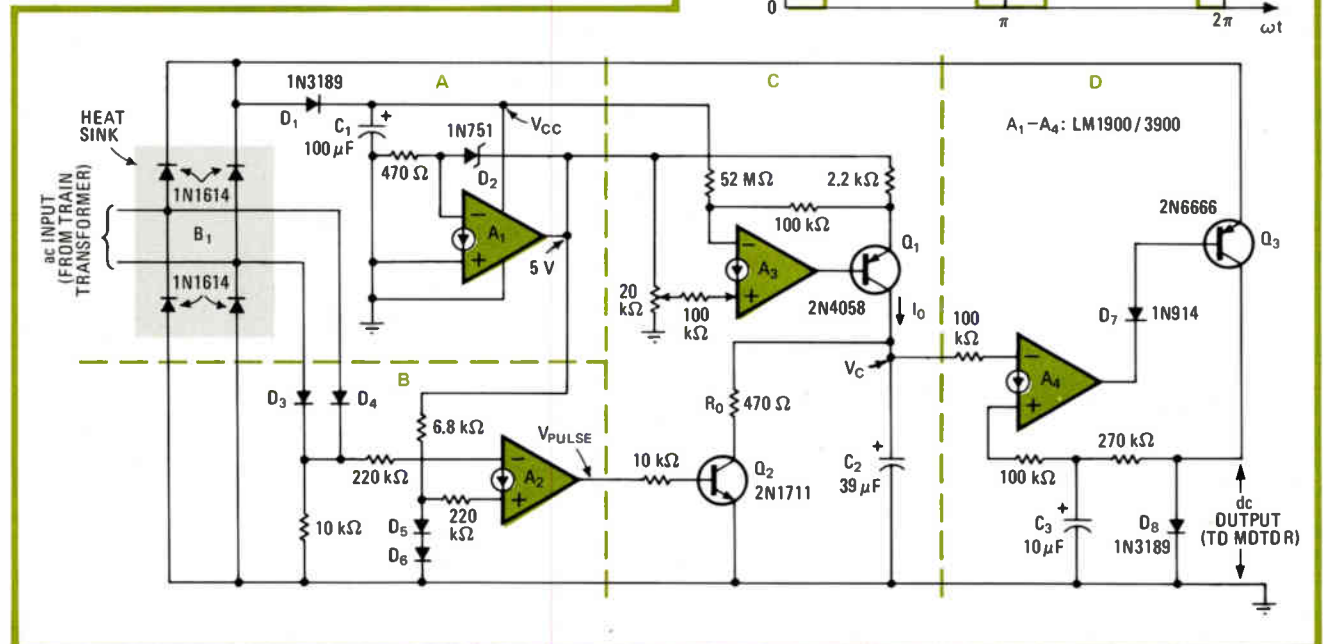 0
π
2π
ωt
A
C
D
1N3189
D1
HEAT
SINK
C1
100 μF
+
1N751
VCC
A1–A4: LM1900/3900
470 Ω
D2
52 MΩ
2.2 kΩ
1N1614
100 kΩ
2N6666
ac INPUT
(FROM TRAIN
TRANSFORMER)
B1
−
A1
+
5 V
−
A3
+
Q1
Q3
20
kΩ
100
kΩ
2N4058
I0
D7
1N914
1N1614
100
kΩ
VC
−
A4
+
B
D3
D4
R0
470 Ω
6.8 kΩ
VPULSE
270 kΩ
220 kΩ
−
A2
+
10 kΩ
Q2
2N1711
+
C2
39 μF
100 kΩ
220
kΩ
10 kΩ
D5
D6
+
C3
10 μF
D8
1N3189
dc
OUTPUT
(TO MOTOR)